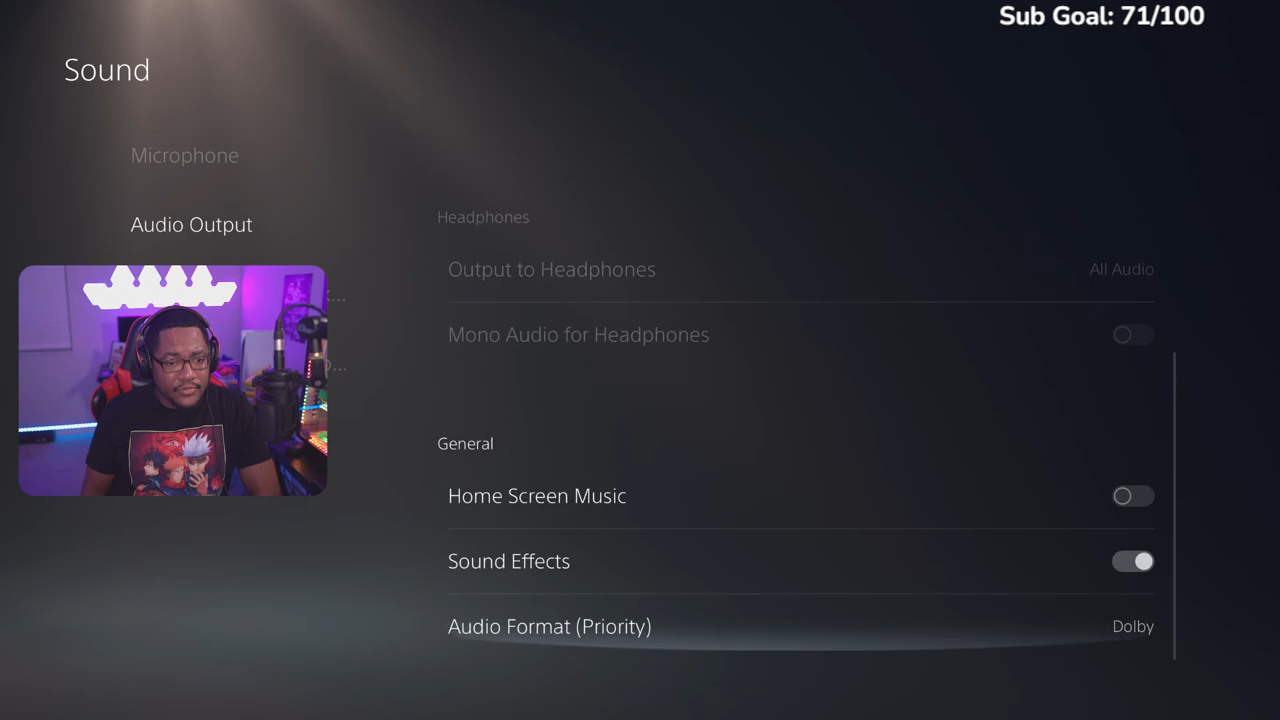 Sub Goal: 71/100
Sound
Microphone
Audio Output
Headphones
Output to Headphones All Audio
Mono Audio for Headphones
General
Home Screen Music
Sound Effects
Audio Format (Priority) Dolby